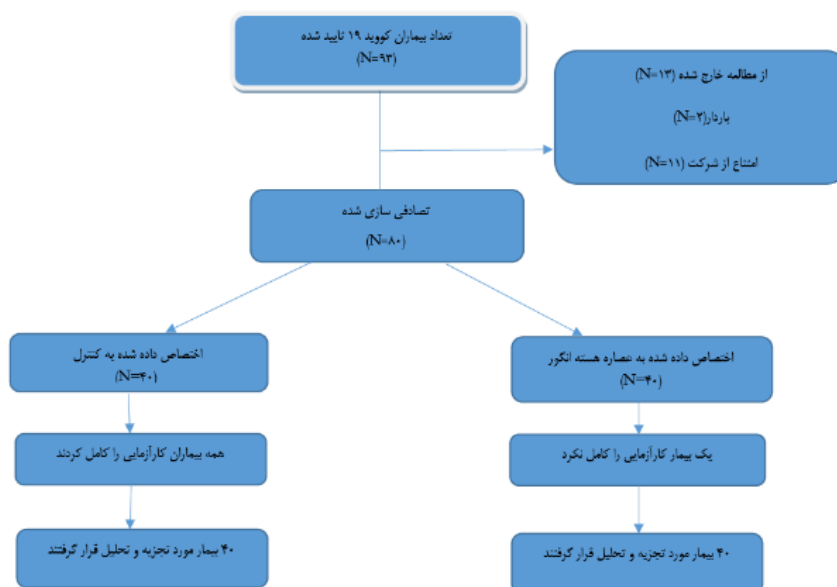 تعداد بیماران کووید ۱۹ تایید شده
(N=۹۳)
از مطالعه خارج شده (N=۱۳)
باردار(N=۲)
امتناع از شرکت (N=۱۱)
تصادفی سازی شده
(N=۸۰)
اختصاص داده شده به عصاره هسته انگور
(N=۴۰)
اختصاص داده شده به کنترل
(N=۴۰)
یک بیمار کارآزمایی را کامل نکرد
همه بیماران کارآزمایی را کامل کردند
۴۰ بیمار مورد تجزیه و تحلیل قرار گرفتند
۴۰ بیمار مورد تجزیه و تحلیل قرار گرفتند